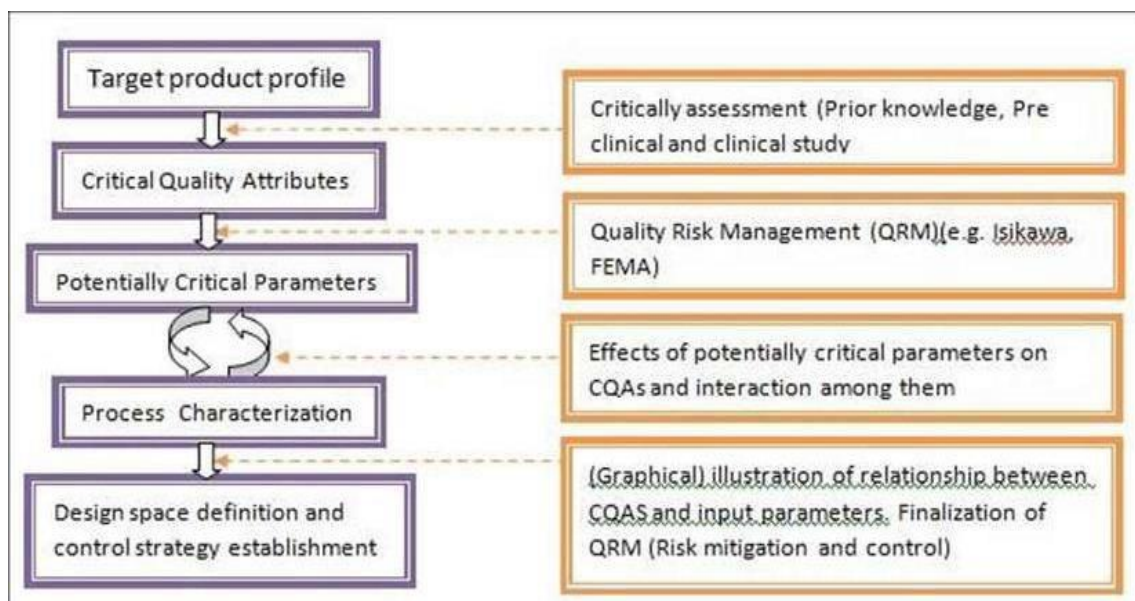 Target product profile
Critically assessment (Prior knowledge, Pre
clinical and clinical study
Critical Quality Attributes
Quality Risk Management (QRM)(e.g. Isikawa,
FEMA)
Potentially Critical Parameters
Effects of potentially critical parameters on
CQAs and interaction among them
Process Characterization
(Graphical) illustration of relationship between
CQAS and input parameters. Finalization of
QRM (Risk mitigation and control)
Design space definition and
control strategy establishment